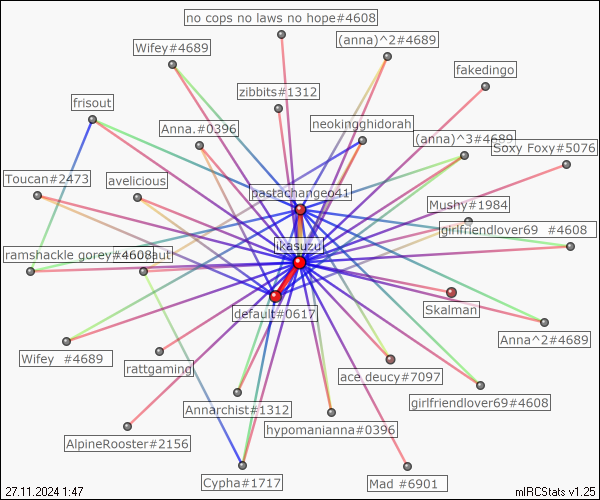 no cops no laws no hope#4608
Wifey#4689
(anna)^2#4689
fakedingo
zibbits#1312
frisout
Anna.#0396
neokingghidorah
(anna)^3#4689
Soxy Foxy#5076
Toucan#2473
avelicious
pastachangeo41
Mushy#1984
girlfriendlover69 #4608
ikasuzu
ramshackle gorey#4608
aut
default#0617
Skalman
Anna^2#4689
Wifey #4689
rattgaming
ace deucy#7097
girlfriendlover69#4608
Annarchist#1312
hypomanianna#0396
AlpineRooster#2156
Cypha#1717
Mad #6901
27.11.2024 1:47
mIRCStats v1.25